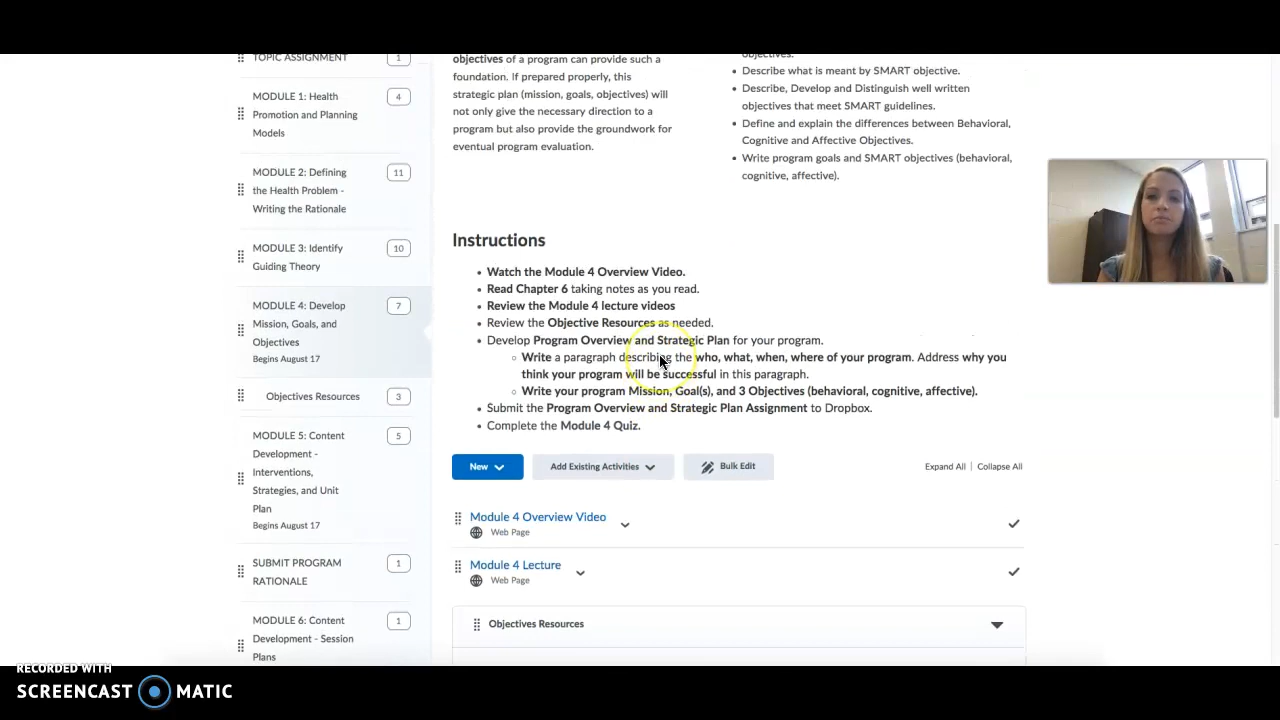 TOPIC ASSIGNMENT
1
MODULE 1: Health
Promotion and Planning
Models
4
MODULE 2: Defining
the Health Problem -
Writing the Rationale
11
MODULE 3: Identify
Guiding Theory
10
MODULE 4: Develop
Mission, Goals, and
Objectives
Begins August 17
7
Objectives Resources
3
MODULE 5: Content
Development -
Interventions,
Strategies, and Unit
Plan
Begins August 17
5
SUBMIT PROGRAM
RATIONALE
1
MODULE 6: Content
Development - Session
Plans
1
objectives of a program can provide such a
foundation. If prepared properly, this
strategic plan (mission, goals, objectives) will
not only give the necessary direction to a
program but also provide the groundwork for
eventual program evaluation.
objectives.
• Describe what is meant by SMART objective.
• Describe, Develop and Distinguish well written
objectives that meet SMART guidelines.
• Define and explain the differences between Behavioral,
Cognitive and Affective Objectives.
• Write program goals and SMART objectives (behavioral,
cognitive, affective).
Instructions
• Watch the Module 4 Overview Video.
• Read Chapter 6 taking notes as you read.
• Review the Module 4 lecture videos
• Review the Objective Resources as needed.
• Develop Program Overview and Strategic Plan for your program.
○ Write a paragraph describing the who, what, when, where of your program. Address why you
think your program will be successful in this paragraph.
○ Write your program Mission, Goal(s), and 3 Objectives (behavioral, cognitive, affective).
• Submit the Program Overview and Strategic Plan Assignment to Dropbox.
• Complete the Module 4 Quiz.
New
Add Existing Activities
Bulk Edit
Expand All | Collapse All
Module 4 Overview Video
Web Page
Module 4 Lecture
Web Page
Objectives Resources
RECORDED WITH
SCREENCAST MATIC